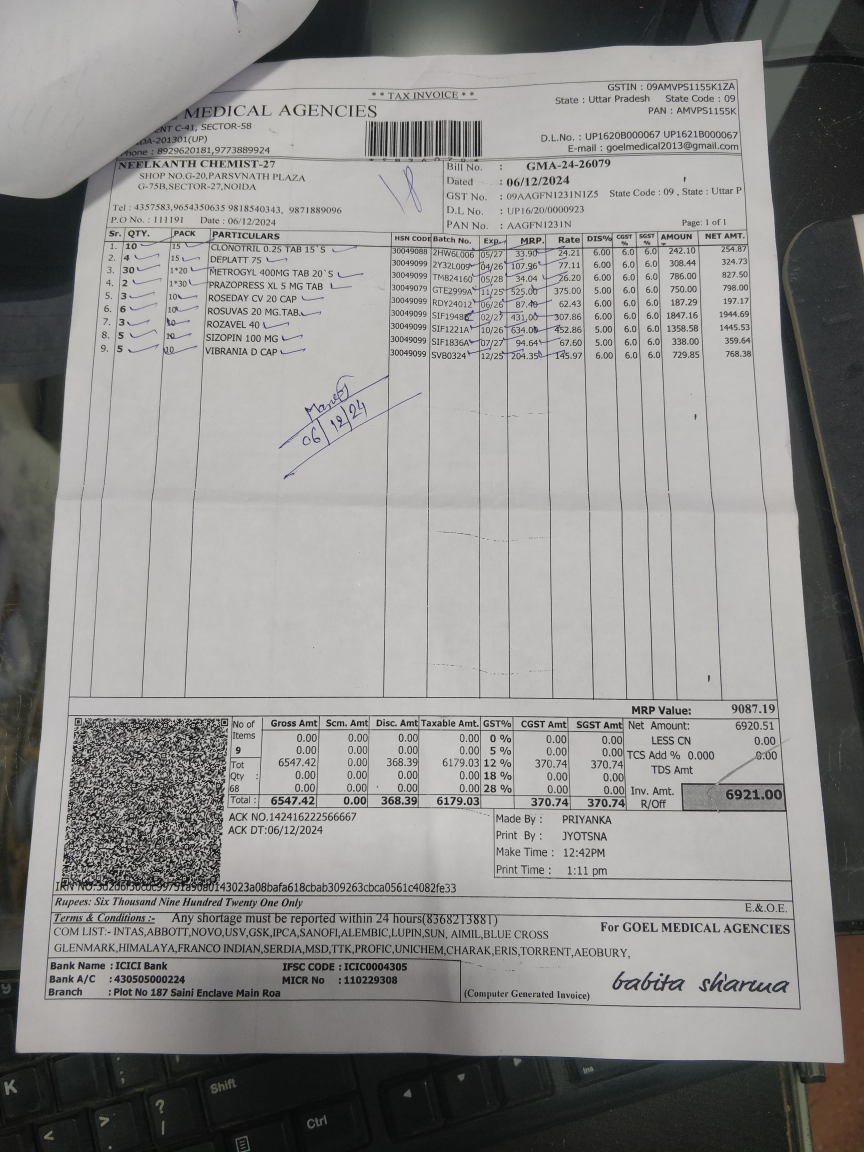 * * TAX INVOICE * *
GSTIN : 09AMVPS1155K1ZA
State : Uttar Pradesh State Code : 09
PAN : AMVPS1155K
MEDICAL AGENCIES
C-41, SECTOR-58
-201301(UP)
Phone : 8929620181,9773889924
D.L.No. : UP1620B000067 UP1621B000067
E-mail : goelmedical2013@gmail.com
NEELKANTH CHEMIST-27
SHOP NO.G-20,PARSVNATH PLAZA
G-75B,SECTOR-27,NOIDA
Tel : 4357583,9654350635 9818540343, 9871889096
P.O No. : 111191 Date : 06/12/2024
18
Bill No. : GMA-24-26079
Dated : 06/12/2024
GST No. : 09AAGFN1231N1Z5 State Code : 09 , State : Uttar P
D.L No. : UP16/20/0000923
PAN No. : AAGFN1231N Page: 1 of 1
Sr. QTY. PACK PARTICULARS HSN CODE Batch No. Exp. MRP. Rate DIS% CGST % SGST % AMOUN NET AMT.
1. 10 15 CLONOTRIL 0.25 TAB 15`S 30049088 2HW6L006 05/27 33.90 24.21 6.00 6.0 6.0 242.10 254.87
2. 4 15 DEPLATT 75 30049099 2Y32L009 04/26 107.96 77.11 6.00 6.0 6.0 308.44 324.73
3. 30 1*20 METROGYL 400MG TAB 20`S 30049099 TM824160 05/28 34.04 26.20 6.00 6.0 6.0 786.00 827.50
4. 2 1*30 PRAZOPRESS XL 5 MG TAB 30049079 GTE2999A 11/25 525.00 375.00 5.00 6.0 6.0 750.00 798.00
5. 3 10 ROSEDAY CV 20 CAP 30049099 RDY24012 06/26 87.40 62.43 6.00 6.0 6.0 187.29 197.17
6. 6 10 ROSUVAS 20 MG.TAB. 30049099 06/26 431.00 307.86 6.00 6.0 6.0 1847.16 1944.69
7. 3 10 ROZAVEL 40 30049099 SIF1221A 10/26 634.00 452.86 5.00 6.0 6.0 1358.58 1445.53
8. 5 SIZOPIN 100 MG 30049099 SIF1836A 07/27 94.64 67.60 5.00 6.0 6.0 338.00 359.64
9. 5 10 VIBRANIA D CAP 30049099 SVB0324 12/25 204.35 145.97 6.00 6.0 6.0 729.85 768.38
06/12/24
MRP Value: 9087.19
No of Items 9 Gross Amt Scm. Amt Disc. Amt Taxable Amt. GST% CGST Amt SGST Amt Net Amount: 6920.51
0.00 0.00 0.00 0.00 0 % 0.00 0.00 LESS CN 0.00
0.00 0.00 0.00 0.00 5 % 0.00 0.00 TCS Add % 0.000 0.00
Tot Qty : 68 6547.42 0.00 368.39 6179.03 12 % 370.74 370.74 TDS Amt
0.00 0.00 0.00 0.00 18 % 0.00 0.00
0.00 0.00 0.00 0.00 28 % 0.00 0.00 Inv. Amt. 6921.00
Total : 6547.42 0.00 368.39 6179.03 370.74 370.74 R/Off
ACK NO.142416222566667
ACK DT:06/12/2024
Made By : PRIYANKA
Print By : JYOTSNA
Make Time : 12:42PM
Print Time : 1:11 pm
Rupees: Six Thousand Nine Hundred Twenty One Only
E.&.O.E.
Terms & Conditions :- Any shortage must be reported within 24 hours(8368213881)
COM LIST:- INTAS,ABBOTT,NOVO,USV,GSK,IPCA,SANOFI,ALEMBIC,LUPIN,SUN, AIMIL,BLUE CROSS
GLENMARK,HIMALAYA,FRANCO INDIAN,SERDIA,MSD,TTK,PROFIC,UNICHEM,CHARAK,ERIS,TORRENT,AEOBURY,
For GOEL MEDICAL AGENCIES
Bank Name : ICICI Bank IFSC CODE : ICIC0004305
Bank A/C : 430505000224 MICR No : 110229308
Branch : Plot No 187 Saini Enclave Main Roa
(Computer Generated Invoice)
babita sharma
K
Shift
Ctrl
Ins